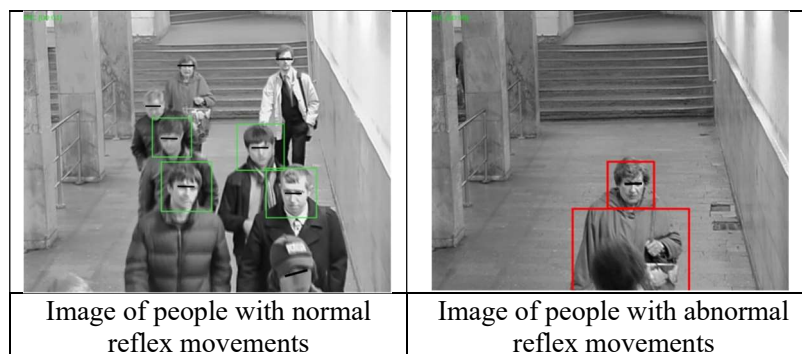 Image of people with normal
reflex movements
Image of people with abnormal
reflex movements